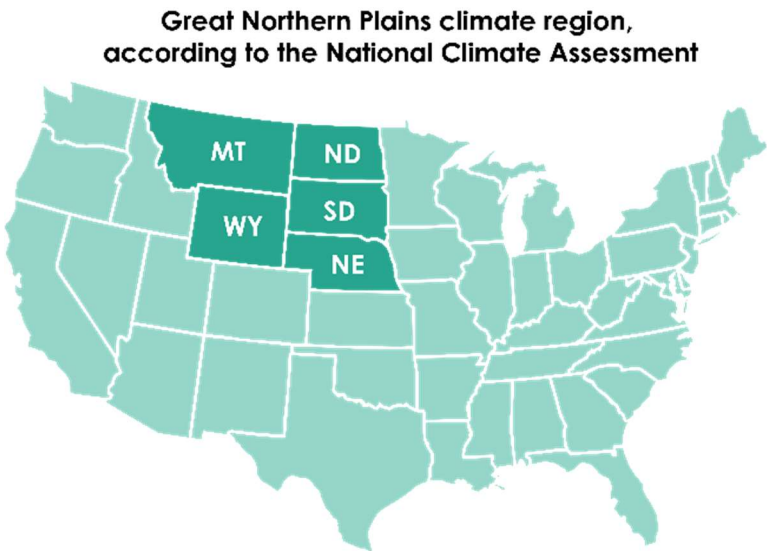 Great Northern Plains climate region,
according to the National Climate Assessment
MT
ND
WY
SD
NE